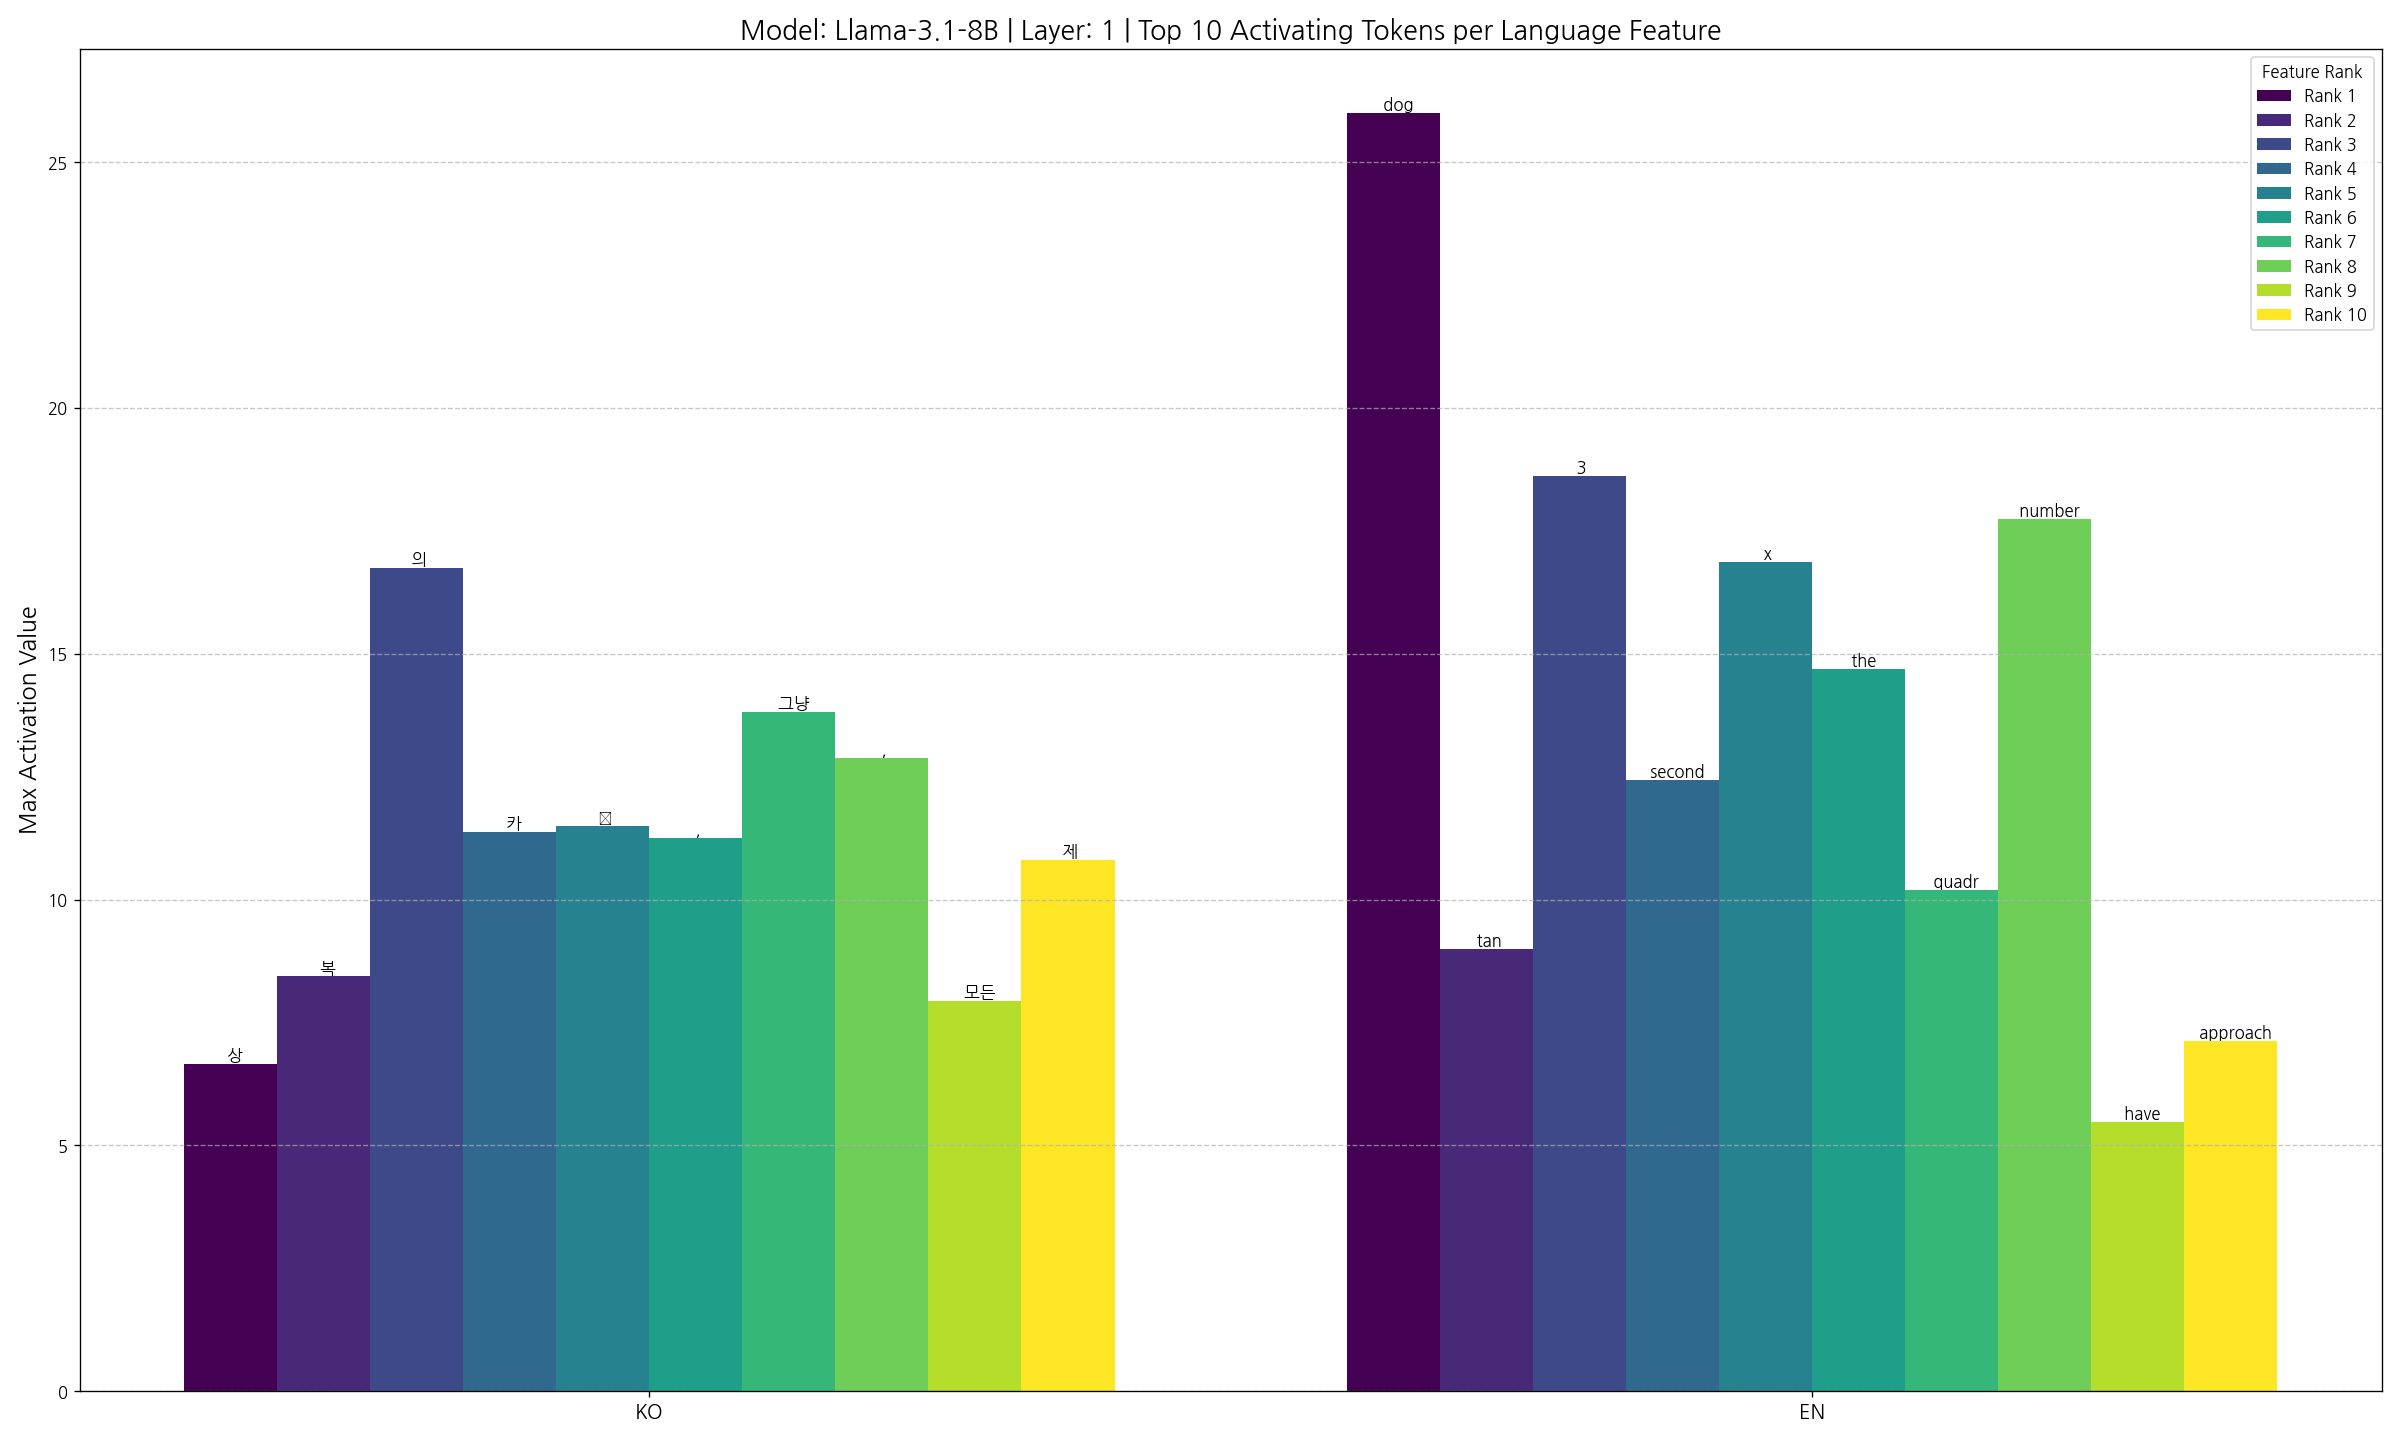 Model: Llama-3.1-8B | Layer: 1 | Top 10 Activating Tokens per Language Feature
Feature Rank
Rank 1
Rank 2
Rank 3
Rank 4
Rank 5
Rank 6
Rank 7
Rank 8
Rank 9
Rank 10
Max Activation Value
25
20
15
10
5
0
상
복
의
카
,
그냥
,
모든
제
dog
tan
3
second
x
the
quadr
number
have
approach
KO
EN